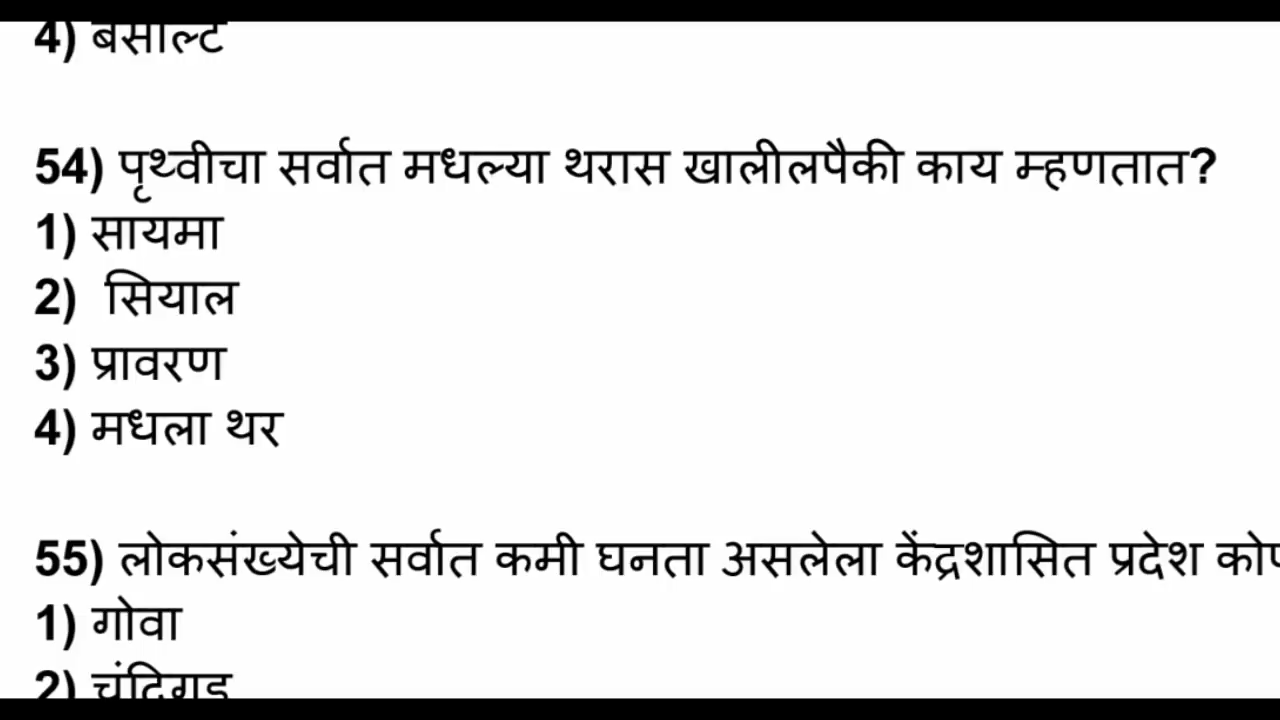 4) बसाल्ट
54) पृथ्वीचा सर्वात मधल्या थरास खालीलपैकी काय म्हणतात?
1) सायमा
2) सियाल
3) प्रावरण
4) मधला थर
55) लोकसंख्येची सर्वात कमी घनता असलेला केंद्रशासित प्रदेश
1) गोवा
2) चंदिगड